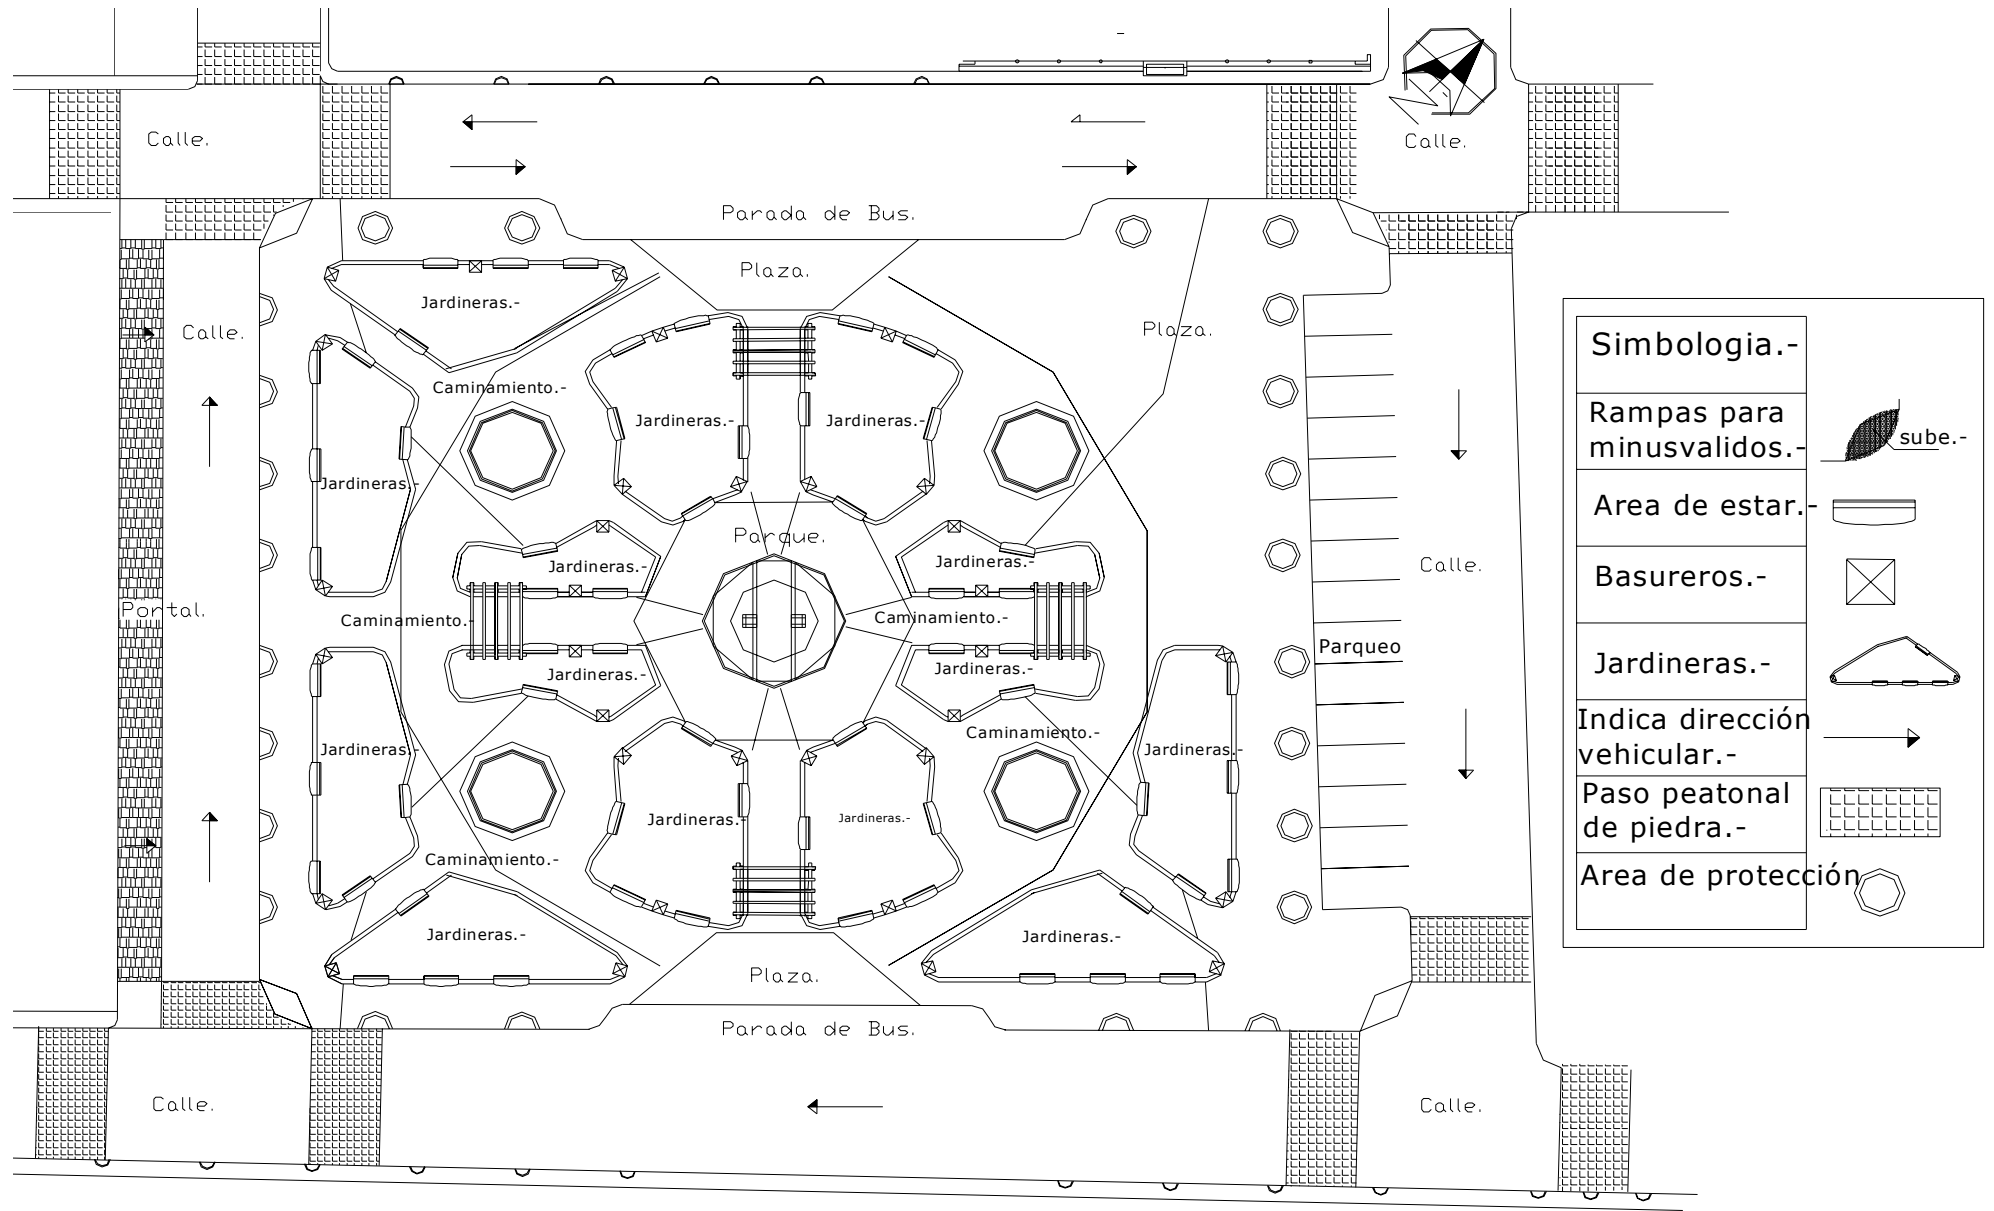 Calle.
Calle.
Parada de Bus.
Plaza.
Jardineras.-
Calle.
Plaza.
Caminamiento.-
Jardineras.-
Jardineras.-
Jardineras.-
Parque.
Jardineras.-
Jardineras.-
Calle.
Portal.
Caminamiento.-
Caminamiento.-
Parqueo
Jardineras.-
Jardineras.-
Caminamiento.-
Jardineras.-
Jardineras.-
Jardineras.-
Jardineras.-
Caminamiento.-
Jardineras.-
Jardineras.-
Plaza.
Parada de Bus.
Calle.
Calle.
Simbologia.-
Rampas para
minusvalidos.-
sube.-
Area de estar.-
Basureros.-
Jardineras.-
Indica dirección
vehicular.-
Paso peatonal
de piedra.-
Area de protección